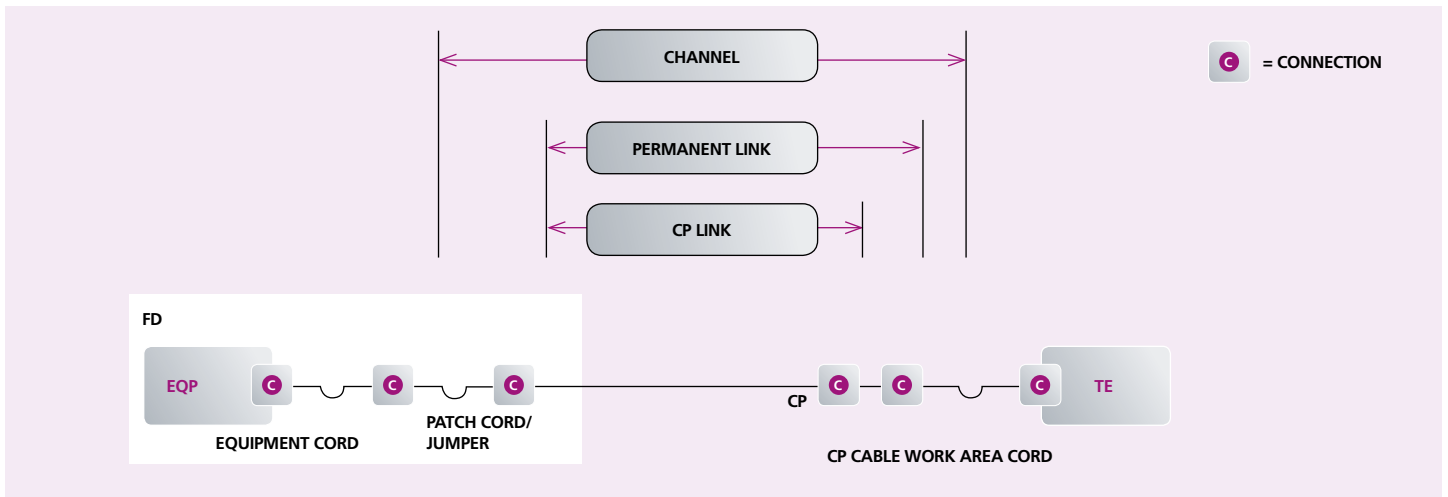 CHANNEL
C = CONNECTION
PERMANENT LINK
CP LINK
FD
EQP C C C CP C C C TE
EQUIPMENT CORD
PATCH CORD/
JUMPER
CP CABLE WORK AREA CORD